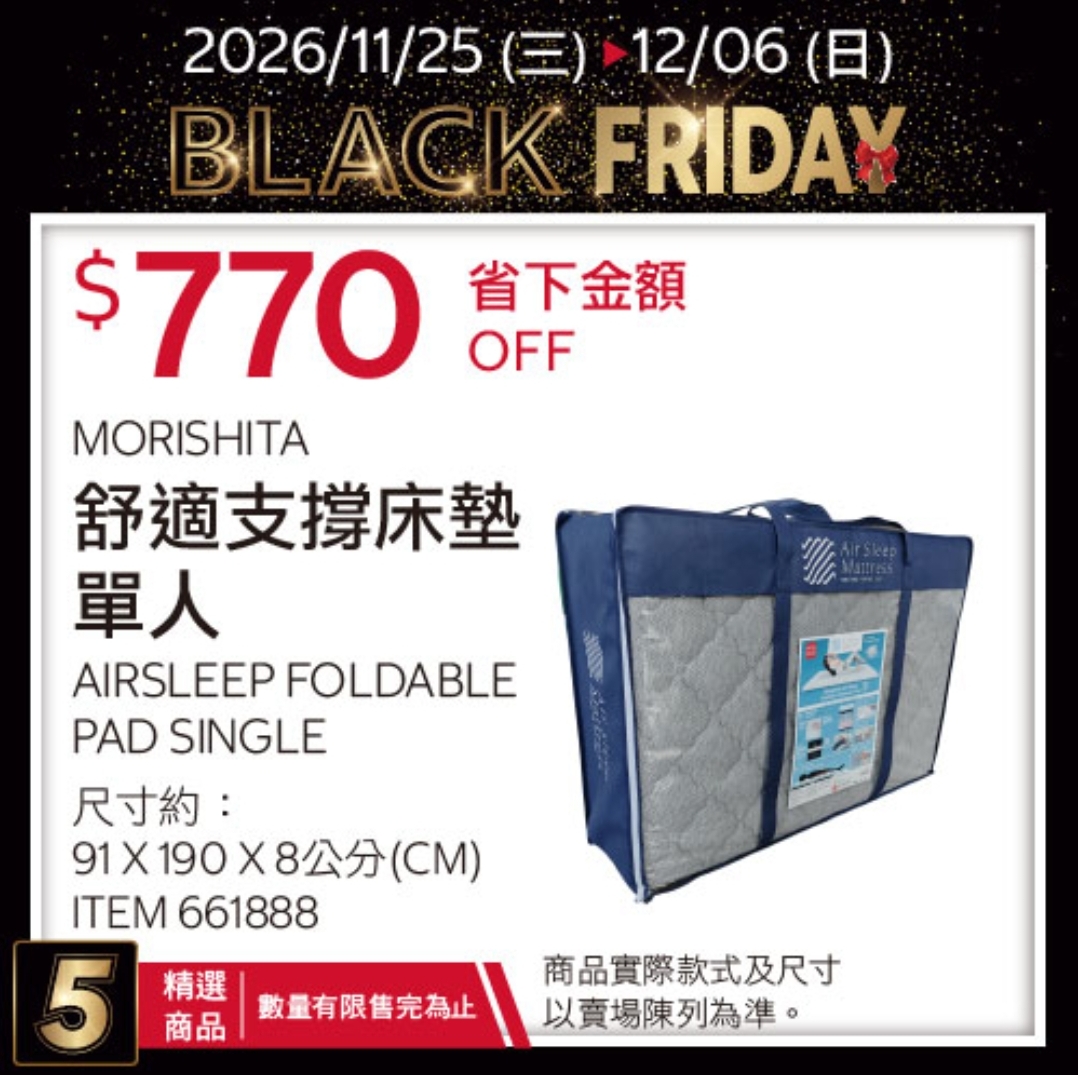 2026/11/25 (三) ▶12/06 (日)
BLACK FRIDAY
$770
省下金額
OFF
MORISHITA
舒適支撐床墊
單人
AIRSLEEP FOLDABLE
PAD SINGLE
尺寸約：
91 X 190 X 8公分(CM)
ITEM 661888
Air Sleep
Mattress
5
精選
商品
數量有限售完為止
商品實際款式及尺寸
以賣場陳列為準。